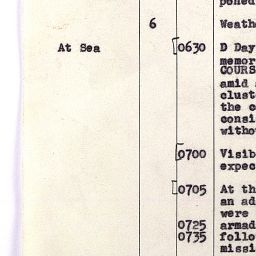 poned
6 Weathe
At Sea 0630 D Day
memor
COURS
amid
clust
the c
consi
witho
0700 Visib
expec
0705 At th
an ad
were
0725 armad
0735 follo
missi